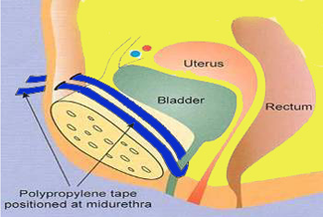 Uterus
Bladder
Rectum
Polypropylene tape
positioned at midurethra